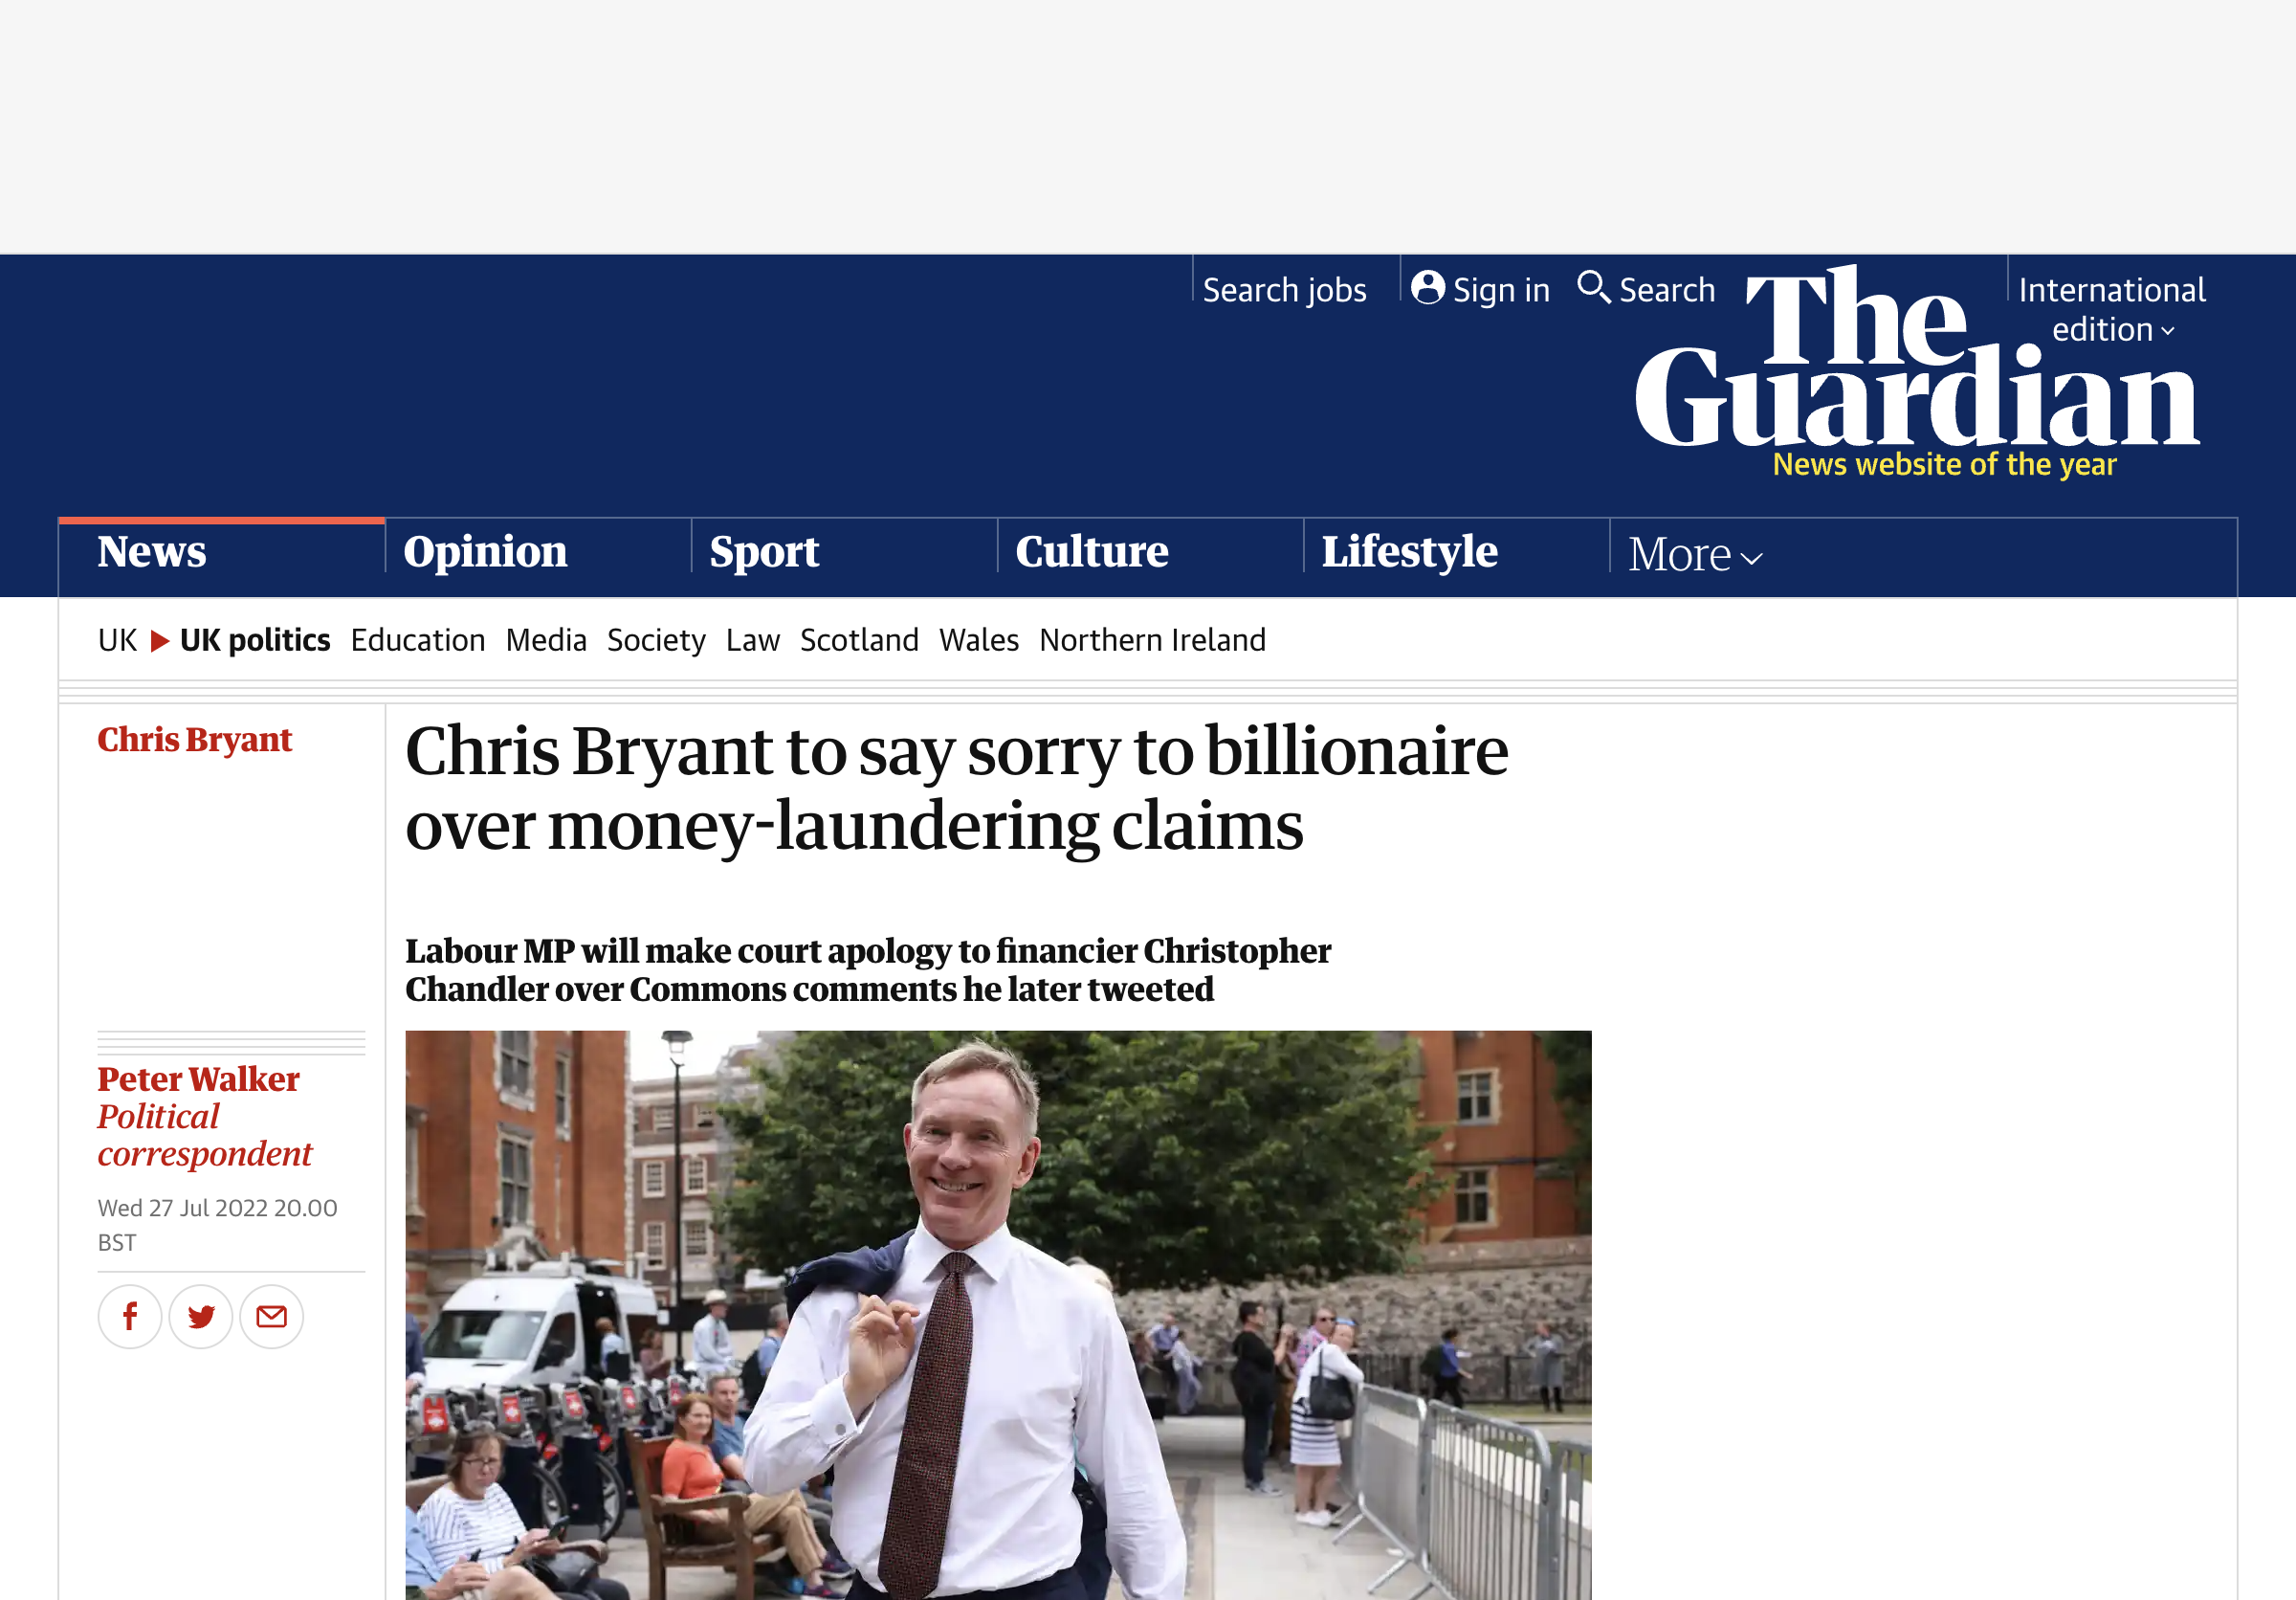 Search jobs
Sign in
Search
International
edition
The
Guardian
News website of the year
News
Opinion
Sport
Culture
Lifestyle
More
UK UK politics Education Media Society Law Scotland Wales Northern Ireland
Chris Bryant
Chris Bryant to say sorry to billionaire
over money-laundering claims
Labour MP will make court apology to financier Christopher
Chandler over Commons comments he later tweeted
Peter Walker
Political
correspondent
Wed 27 Jul 2022 20.00
BST